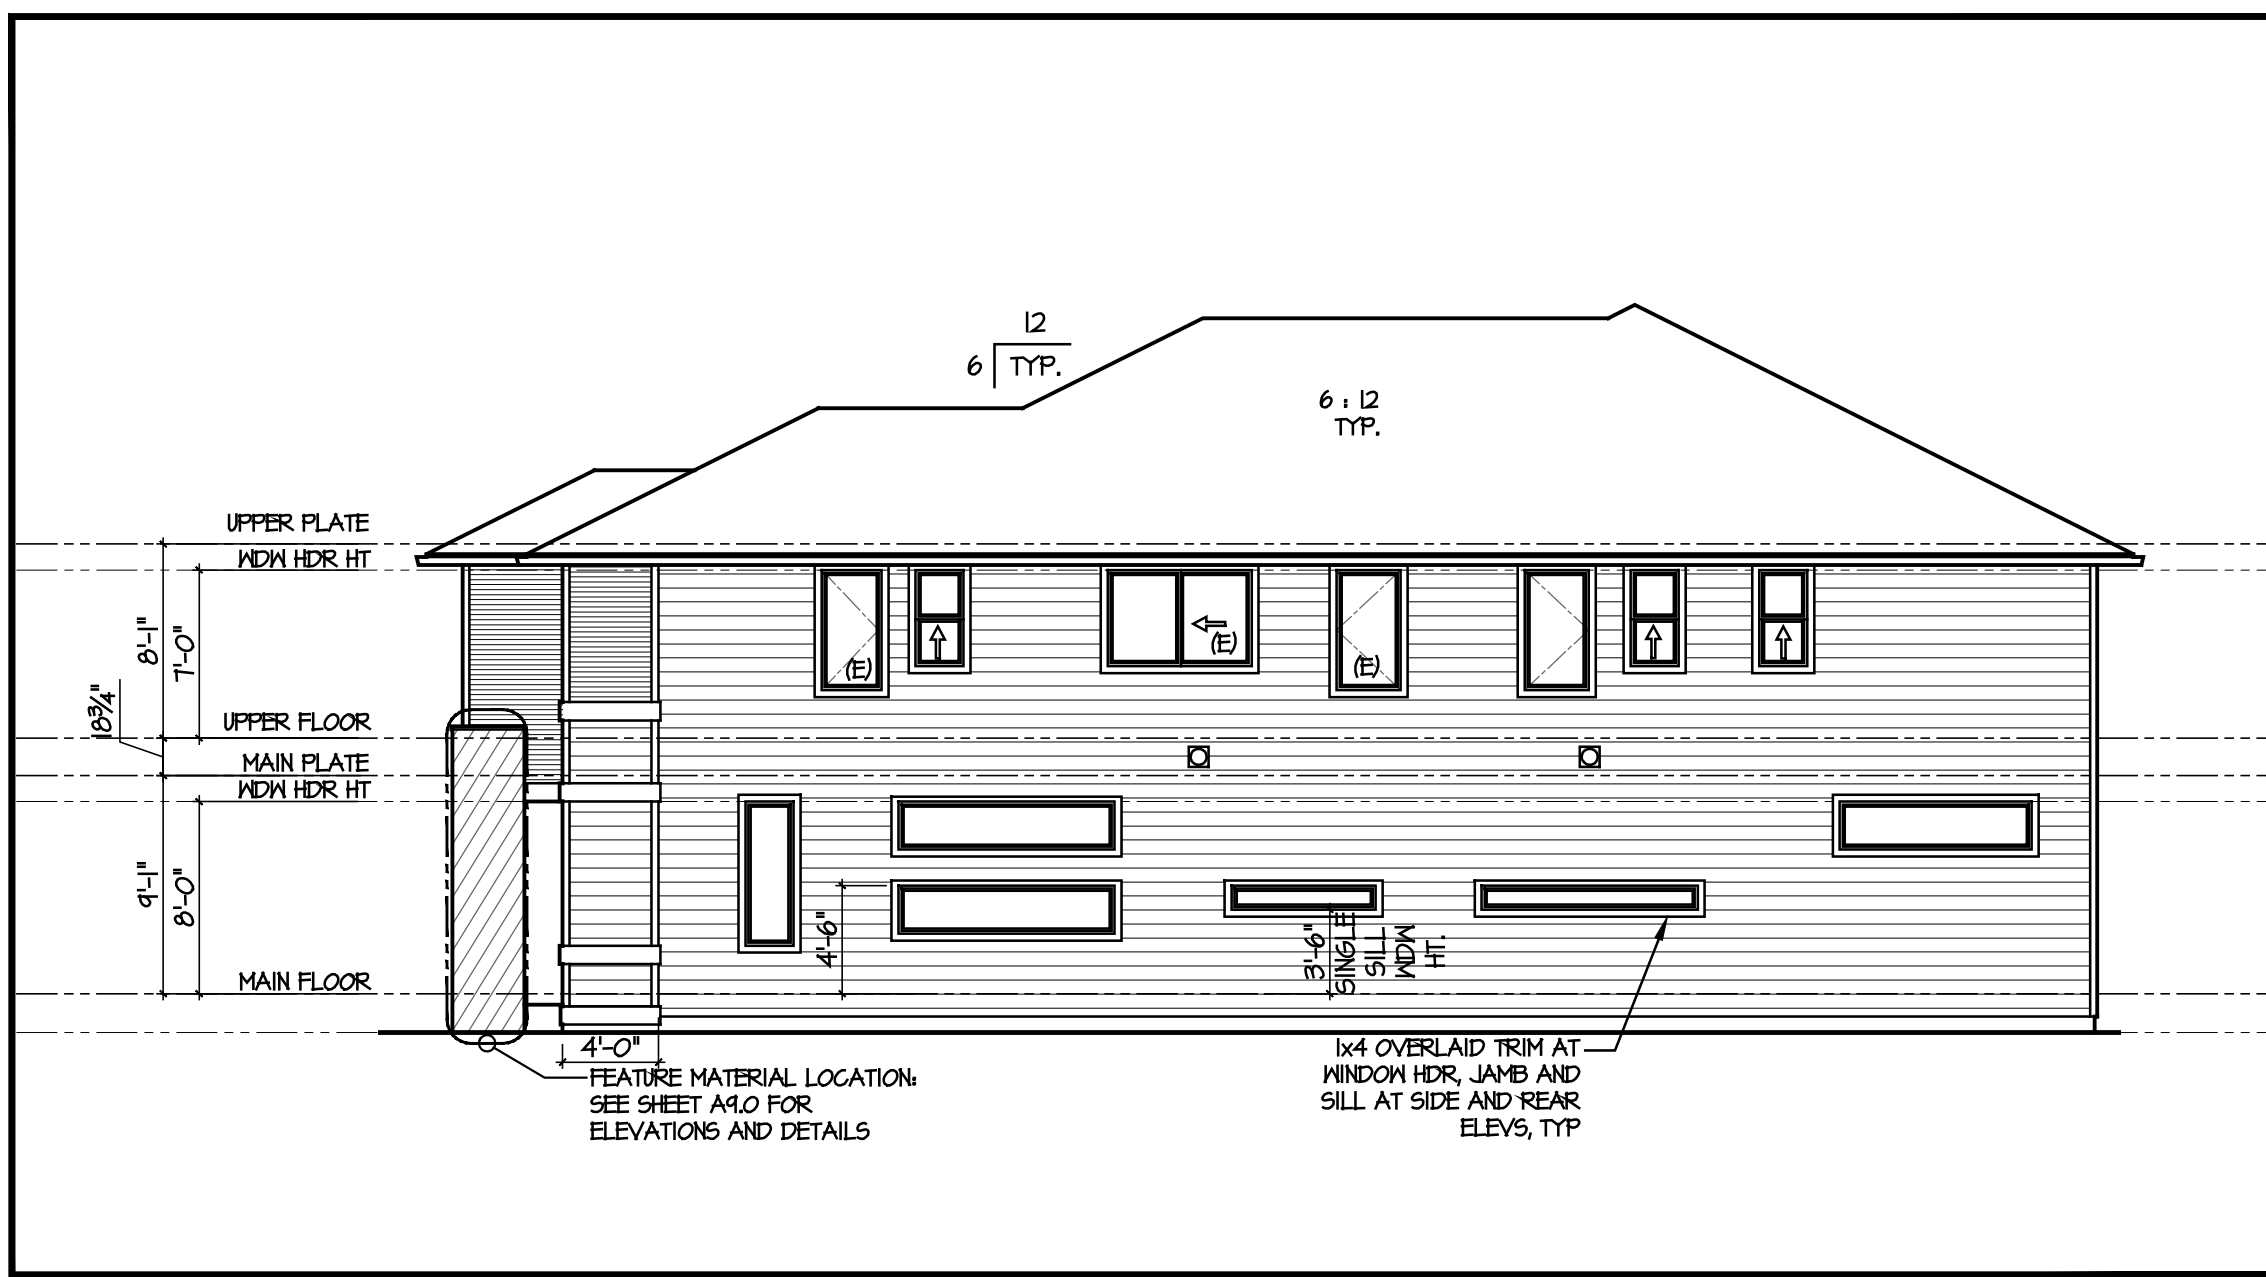 12
6
TYP.
6 : 12
TYP.
UPPER PLATE
WDW HDR HT
8'-1"
7'-0"
18 3/4"
UPPER FLOOR
MAIN PLATE
WDW HDR HT
9'-1"
8'-0"
MAIN FLOOR
(E)
(E)
(E)
4'-6"
3'-6"
SINGLE
SILL
WDW
HT.
4'-0"
FEATURE MATERIAL LOCATION:
SEE SHEET A9.0 FOR
ELEVATIONS AND DETAILS
1x4 OVERLAID TRIM AT
WINDOW HDR, JAMB AND
SILL AT SIDE AND REAR
ELEVS, TYP